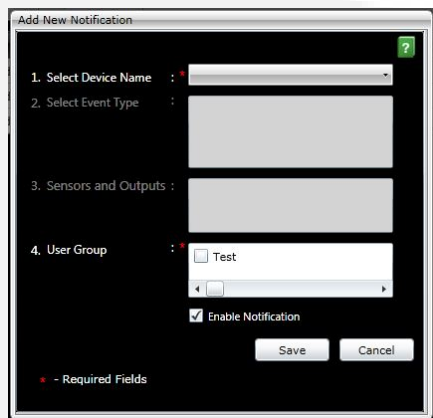 Add New Notification
?
1. Select Device Name : *
2. Select Event Type :
3. Sensors and Outputs :
4. User Group : *
Test
Enable Notification
Save Cancel
* - Required Fields